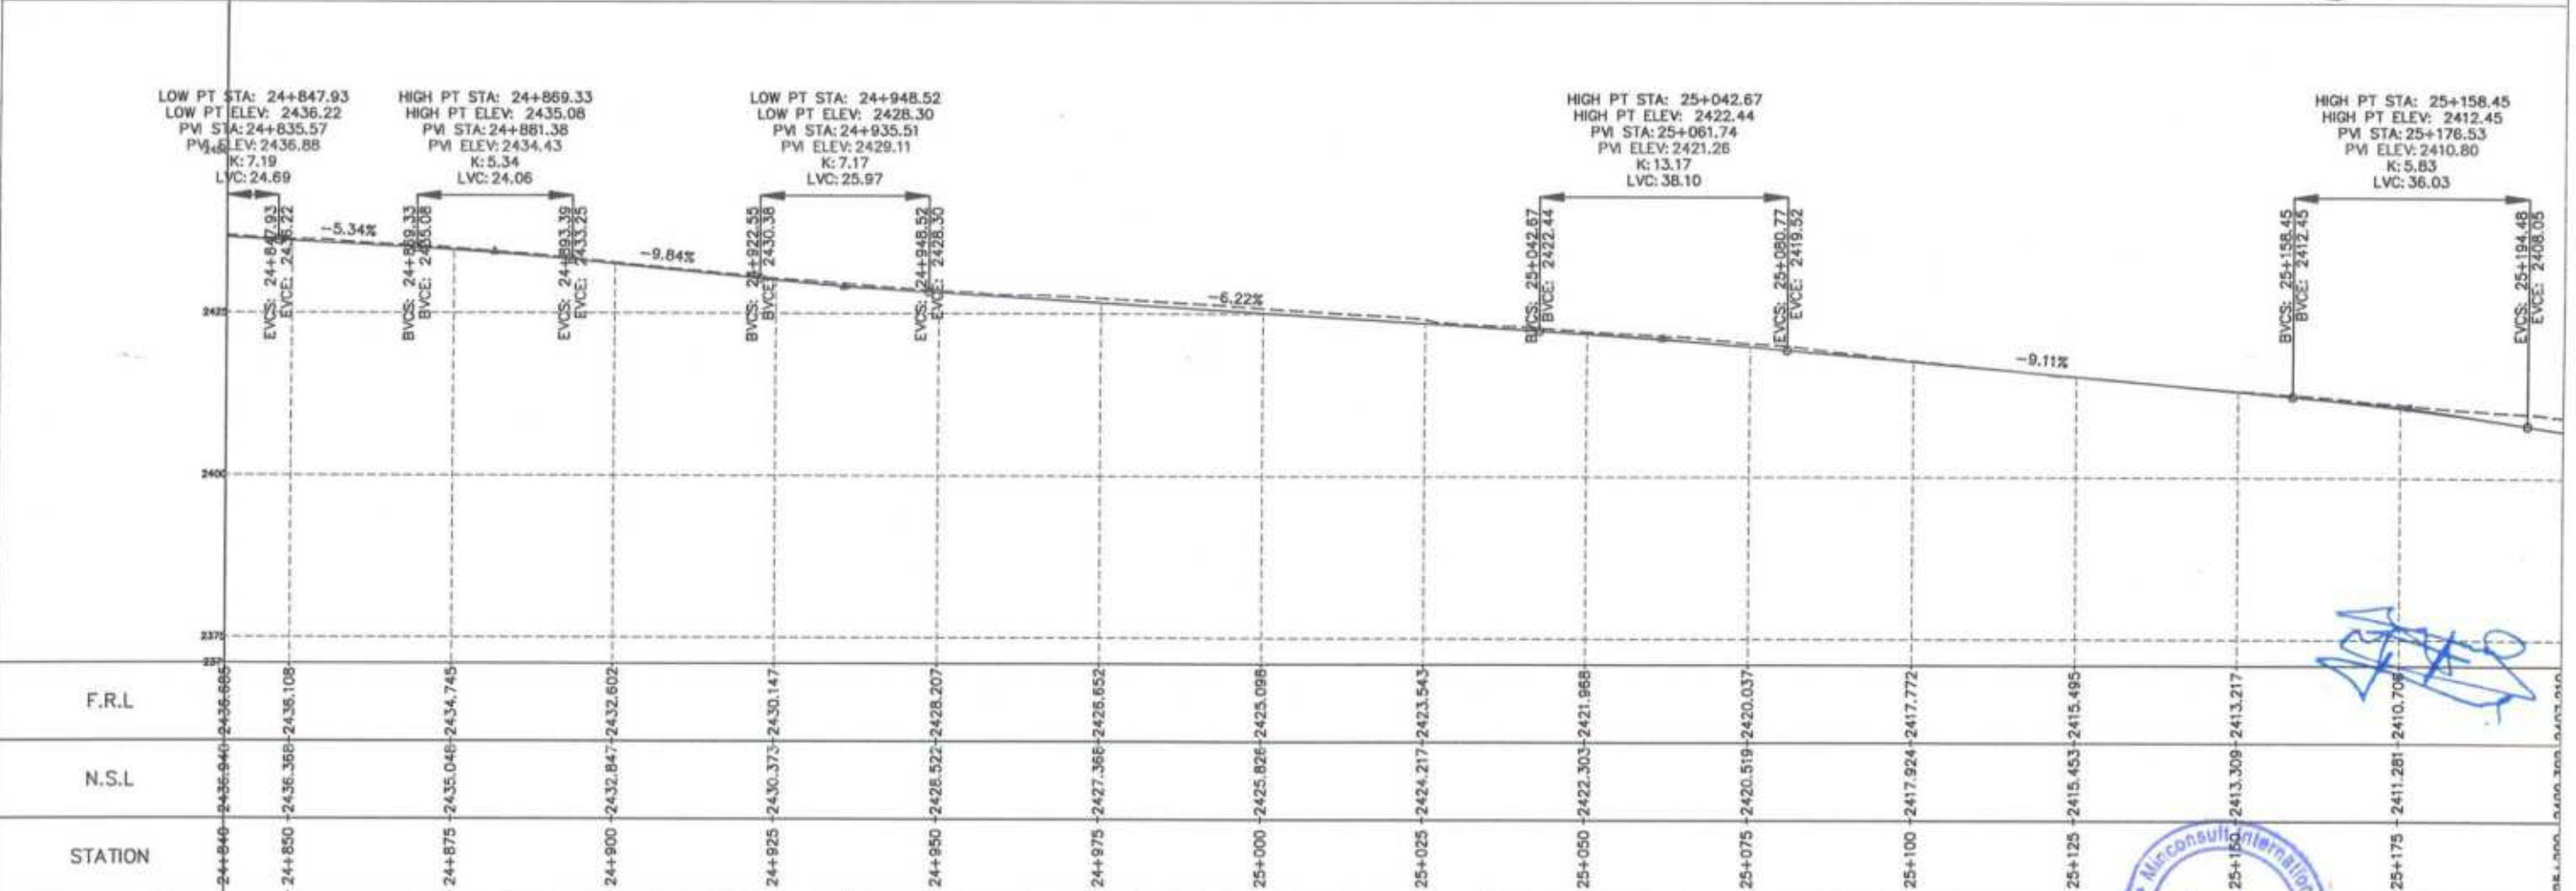 LOW PT STA: 24+847.93
LOW PT ELEV: 2436.22
PVI STA:24+835.57
PVI ELEV:2436.88
K:7.19
LVC:24.69
HIGH PT STA: 24+869.33
HIGH PT ELEV: 2435.08
PVI STA:24+881.38
PVI ELEV:2434.43
K:5.34
LVC:24.06
LOW PT STA: 24+948.52
LOW PT ELEV: 2428.30
PVI STA:24+935.51
PVI ELEV:2429.11
K:7.17
LVC:25.97
HIGH PT STA: 25+042.67
HIGH PT ELEV: 2422.44
PVI STA:25+061.74
PVI ELEV:2421.26
K:13.17
LVC:38.10
HIGH PT STA: 25+158.45
HIGH PT ELEV: 2412.45
PVI STA:25+176.53
PVI ELEV:2410.80
K:5.83
LVC:36.03
EVCS: 24+847.93
EVCE: 2436.22
-5.34%
BVCS: 24+869.33
BVCE: 2435.08
EVCS: 24+893.39
EVCE: 2433.25
-9.84%
BVCS: 24+922.55
BVCE: 2430.38
EVCS: 24+948.52
EVCE: 2428.30
-6.22%
BVCS: 25+042.67
BVCE: 2422.44
EVCS: 25+080.77
EVCE: 2419.52
-9.11%
BVCS: 25+158.45
BVCE: 2412.45
EVCS: 25+194.48
EVCE: 2408.05
2425
2400
2375
F.R.L 2436.685 2436.108 2434.745 2432.602 2430.147 2428.207 2426.652 2425.098 2423.543 2421.968 2420.037 2417.772 2415.495 2413.217 2410.706
N.S.L 2436.940 2436.368 2435.048 2432.847 2430.373 2428.522 2427.368 2425.826 2424.217 2422.303 2420.519 2417.924 2415.453 2413.309 2411.281
STATION 24+840 24+850 24+875 24+900 24+925 24+950 24+975 25+000 25+025 25+050 25+075 25+100 25+125 25+150 25+175
Minconsult Internation